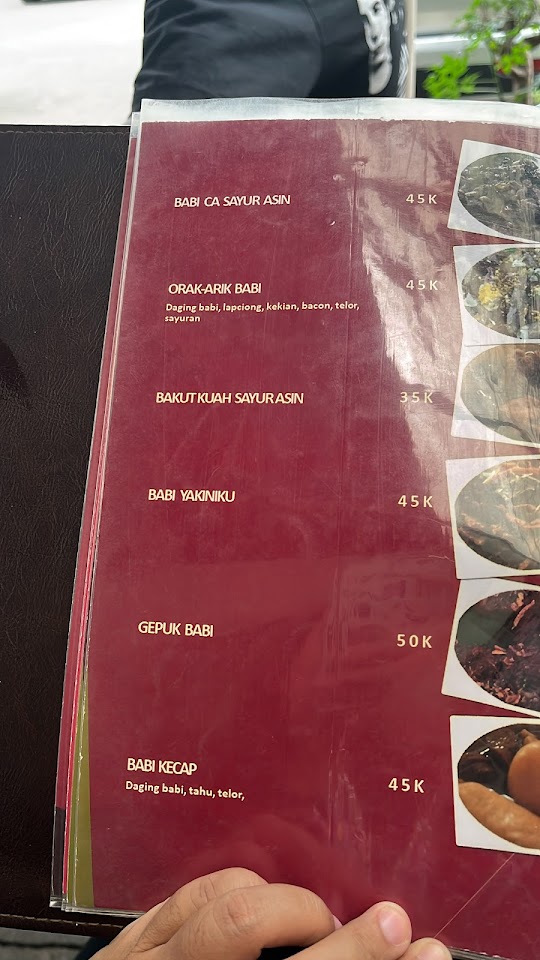 BABI CA SAYUR ASIN 45K
ORAK-ARIK BABI 45K
Daging babi, lapciong, kekian, bacon, telor,
sayuran
BAKUT KUAH SAYUR ASIN 35K
BABI YAKINIKU 45K
GEPUK BABI 50K
BABI KECAP 45K
Daging babi, tahu, telor,